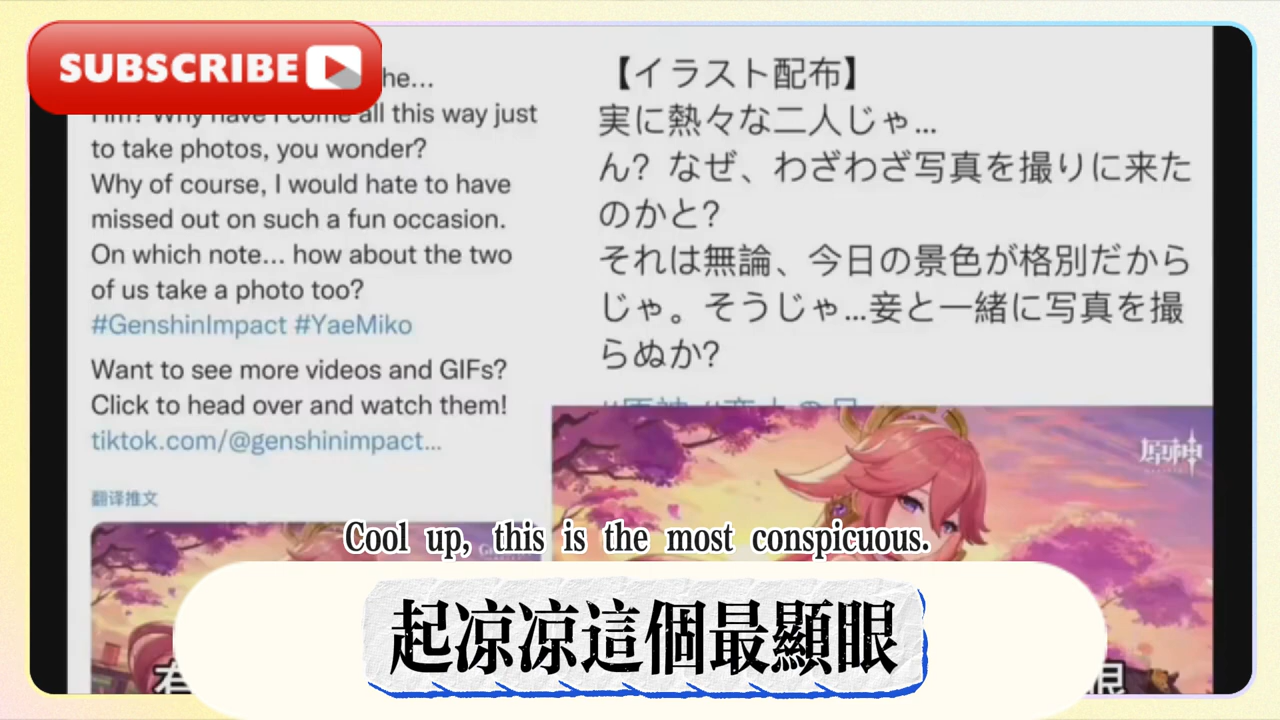 SUBSCRIBE
he...
Hm? Why have I come all this way just
to take photos, you wonder?
Why of course, I would hate to have
missed out on such a fun occasion.
On which note... how about the two
of us take a photo too?
#GenshinImpact #YaeMiko
Want to see more videos and GIFs?
Click to head over and watch them!
tiktok.com/@genshinimpact...
翻译推文
【イラスト配布】
実に熱々な二人じゃ...
ん? なぜ、わざわざ写真を撮りに来た
のかと?
それは無論、今日の景色が格別だから
じゃ。そうじゃ...妾と一緒に写真を撮
らぬか?
原神
Cool up, this is the most conspicuous.
起凉凉這個最顯眼
有
眼